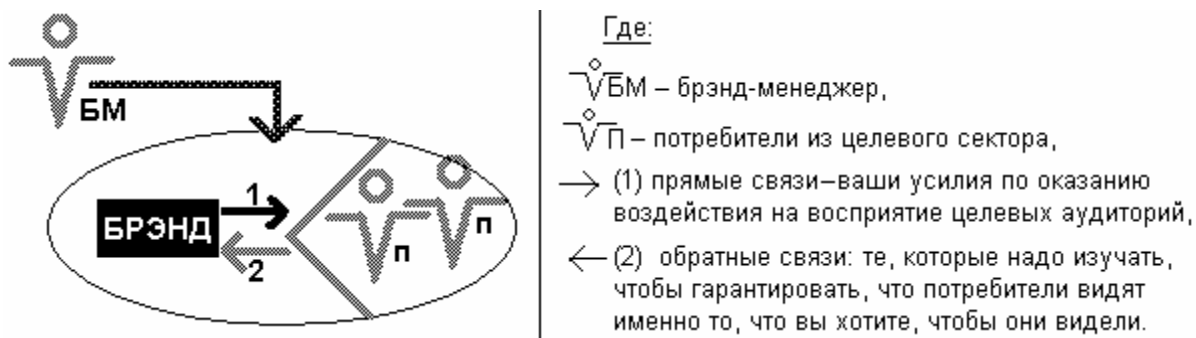 БМ
БРЭНД
1
2
п
п
Где:
БМ – брэнд-менеджер,
П – потребители из целевого сектора,
(1) прямые связи–ваши усилия по оказанию
воздействия на восприятие целевых аудиторий,
(2) обратные связи: те, которые надо изучать,
чтобы гарантировать, что потребители видят
именно то, что вы хотите, чтобы они видели.